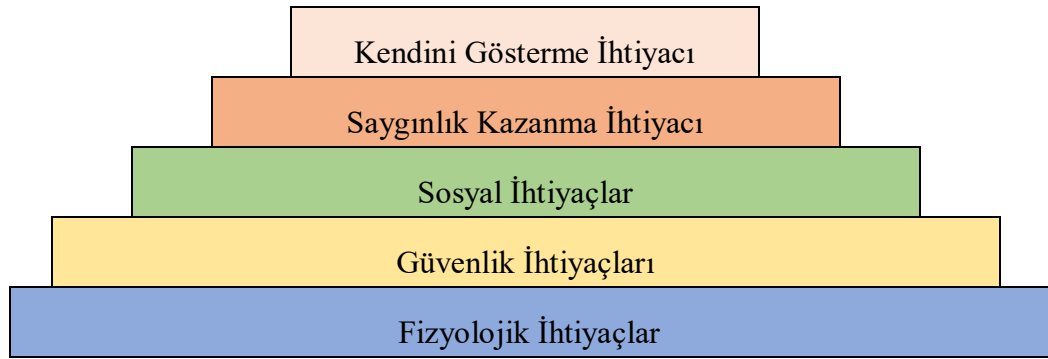 Kendini Gösterme İhtiyacı
Saygınlık Kazanma İhtiyacı
Sosyal İhtiyaçlar
Güvenlik İhtiyaçları
Fizyolojik İhtiyaçlar